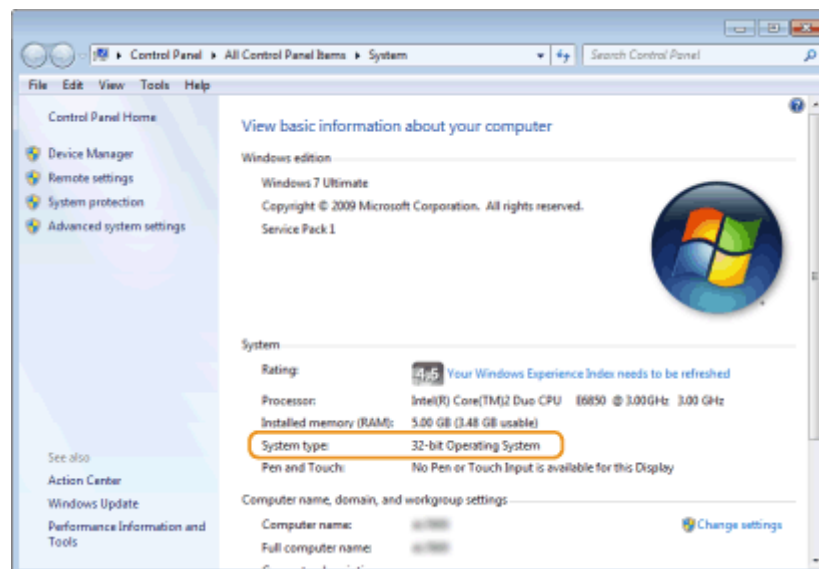 Control Panel ▸ All Control Panel Items ▸ System
Search Control Panel
File Edit View Tools Help
Control Panel Home
Device Manager
Remote settings
System protection
Advanced system settings
See also
Action Center
Windows Update
Performance Information and
Tools
View basic information about your computer
Windows edition
Windows 7 Ultimate
Copyright © 2009 Microsoft Corporation. All rights reserved.
Service Pack 1
System
Rating:
4,5 Your Windows Experience Index needs to be refreshed
Processor: Intel(R) Core(TM)2 Duo CPU E6850 @ 3.00GHz 3.00 GHz
Installed memory (RAM): 5.00 GB (3.48 GB usable)
System type: 32-bit Operating System
Pen and Touch: No Pen or Touch Input is available for this Display
Computer name, domain, and workgroup settings
Computer name:
Change settings
Full computer name: